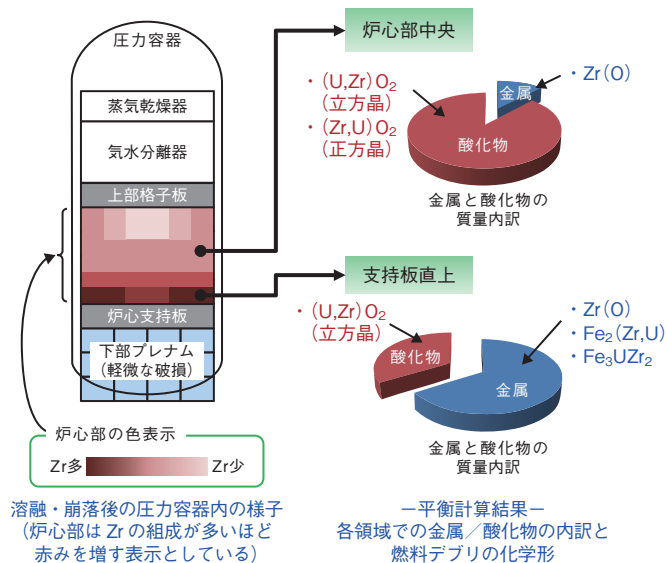 圧力容器
蒸気乾燥器
気水分離器
上部格子板
炉心支持板
下部プレナム
(軽微な破損)
炉心部の色表示
Zr多
Zr少
溶融・崩落後の圧力容器内の様子
(炉心部は Zr の組成が多いほど
赤みを増す表示としている)
炉心部中央
・(U,Zr)O₂
(立方晶)
・(Zr,U)O₂
(正方晶)
・Zr(O)
金属
酸化物
金属と酸化物の
質量内訳
支持板直上
・(U,Zr)O₂
(立方晶)
・Zr(O)
・Fe₂(Zr,U)
・Fe₃UZr₂
酸化物
金属
金属と酸化物の
質量内訳
ー平衡計算結果ー
各領域での金属/酸化物の内訳と
燃料デブリの化学形